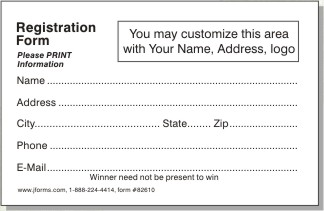 Registration
Form
Please PRINT
Information
You may customize this area
with Your Name, Address, logo
Name ..........................................................................
Address ......................................................................
City...................................... State....... Zip......................
Phone ........................................................................
E-Mail..........................................................................
Winner need not be present to win
www.jforms.com, 1-888-224-4414, form #82610